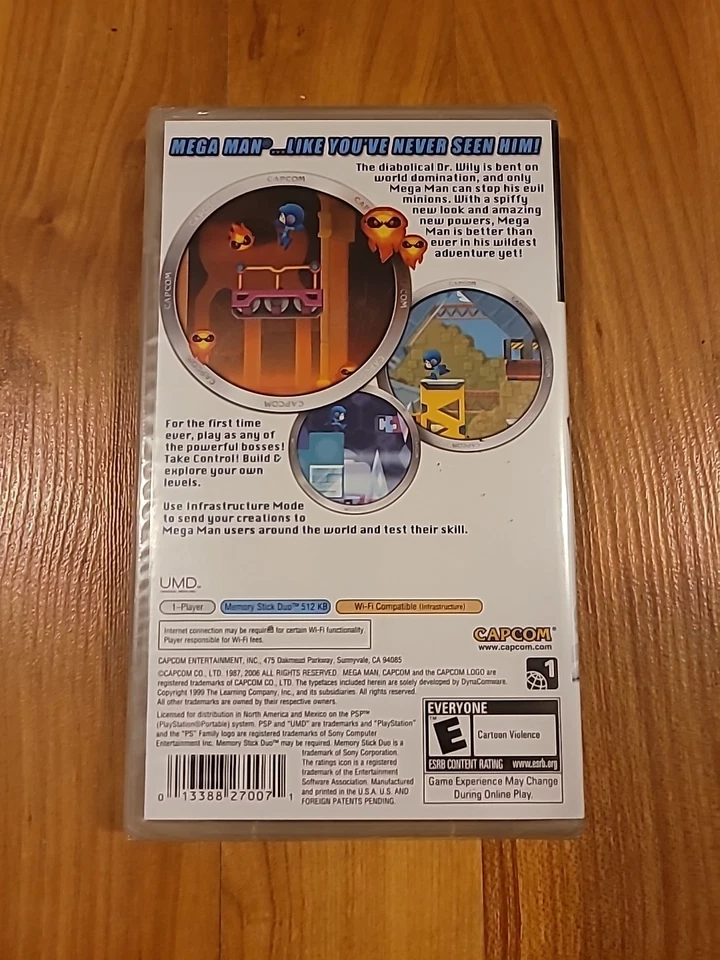 MEGA MAN®...LIKE YOU'VE NEVER SEEN HIM!
The diabolical Dr. Wily is bent on
world domination, and only
Mega Man can stop his evil
minions. With a spiffy
new look and amazing
new powers, Mega
Man is better than
ever in his wildest
adventure yet!
CAPCOM
CAPCOM
CAPCOM
CAPCOM
CAPCOM
CAPCOM
For the first time
ever, play as any of
the powerful bosses!
Take Control! Build &
explore your own
levels.
Use Infrastructure Mode
to send your creations to
Mega Man users around the world and test their skill.
UMD™
1-Player
Memory Stick Duo™ 512 KB
Wi-Fi Compatible (Infrastructure)
Internet connection may be required for certain Wi-Fi functionality.
Player responsible for Wi-Fi fees.
CAPCOM®
www.capcom.com
CAPCOM ENTERTAINMENT, INC., 475 Oakmead Parkway, Sunnyvale, CA 94085
©CAPCOM CO., LTD. 1987, 2006 ALL RIGHTS RESERVED. MEGA MAN, CAPCOM and the CAPCOM LOGO are
registered trademarks of CAPCOM CO., LTD. The typefaces included herein are solely developed by DynaComware.
Copyright 1999 The Learning Company, Inc., and its subsidiaries. All rights reserved.
All other trademarks are owned by their respective owners.
1
Licensed for distribution in North America and Mexico on the PSP™
(PlayStation®Portable) system. PSP and "UMD" are trademarks and "PlayStation"
and the "PS" Family logo are registered trademarks of Sony Computer
Entertainment Inc. Memory Stick Duo™ may be required. Memory Stick Duo is a
trademark of Sony Corporation.
The ratings icon is a registered
trademark of the Entertainment
Software Association. Manufactured
and printed in the U.S.A. U.S. AND
FOREIGN PATENTS PENDING.
0 13388 27007 1
EVERYONE
E
Cartoon Violence
ESRB CONTENT RATING www.esrb.org
Game Experience May Change
During Online Play.